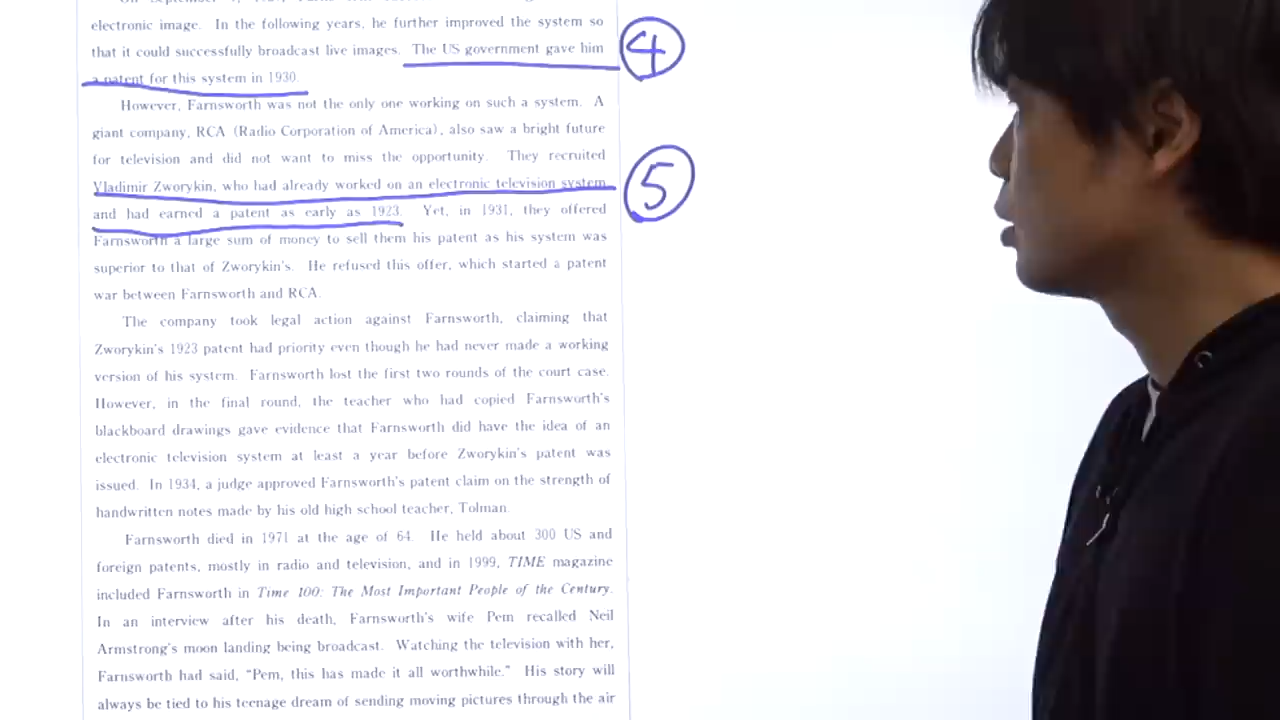 electronic image. In the following years, he further improved the system so
that it could successfully broadcast live images. The US government gave him
a patent for this system in 1930.
However, Farnsworth was not the only one working on such a system. A
giant company, RCA (Radio Corporation of America), also saw a bright future
for television and did not want to miss the opportunity. They recruited
Vladimir Zworykin, who had already worked on an electronic television system
and had earned a patent as early as 1923. Yet, in 1931, they offered
Farnsworth a large sum of money to sell them his patent as his system was
superior to that of Zworykin's. He refused this offer, which started a patent
war between Farnsworth and RCA.
The company took legal action against Farnsworth, claiming that
Zworykin's 1923 patent had priority even though he had never made a working
version of his system. Farnsworth lost the first two rounds of the court case.
However, in the final round, the teacher who had copied Farnsworth's
blackboard drawings gave evidence that Farnsworth did have the idea of an
electronic television system at least a year before Zworykin's patent was
issued. In 1934, a judge approved Farnsworth's patent claim on the strength of
handwritten notes made by his old high school teacher, Tolman.
Farnsworth died in 1971 at the age of 64. He held about 300 US and
foreign patents, mostly in radio and television, and in 1999, TIME magazine
included Farnsworth in Time 100: The Most Important People of the Century.
In an interview after his death, Farnsworth's wife Pem recalled Neil
Armstrong's moon landing being broadcast. Watching the television with her,
Farnsworth had said, "Pem, this has made it all worthwhile." His story will
always be tied to his teenage dream of sending moving pictures through the air
4
5